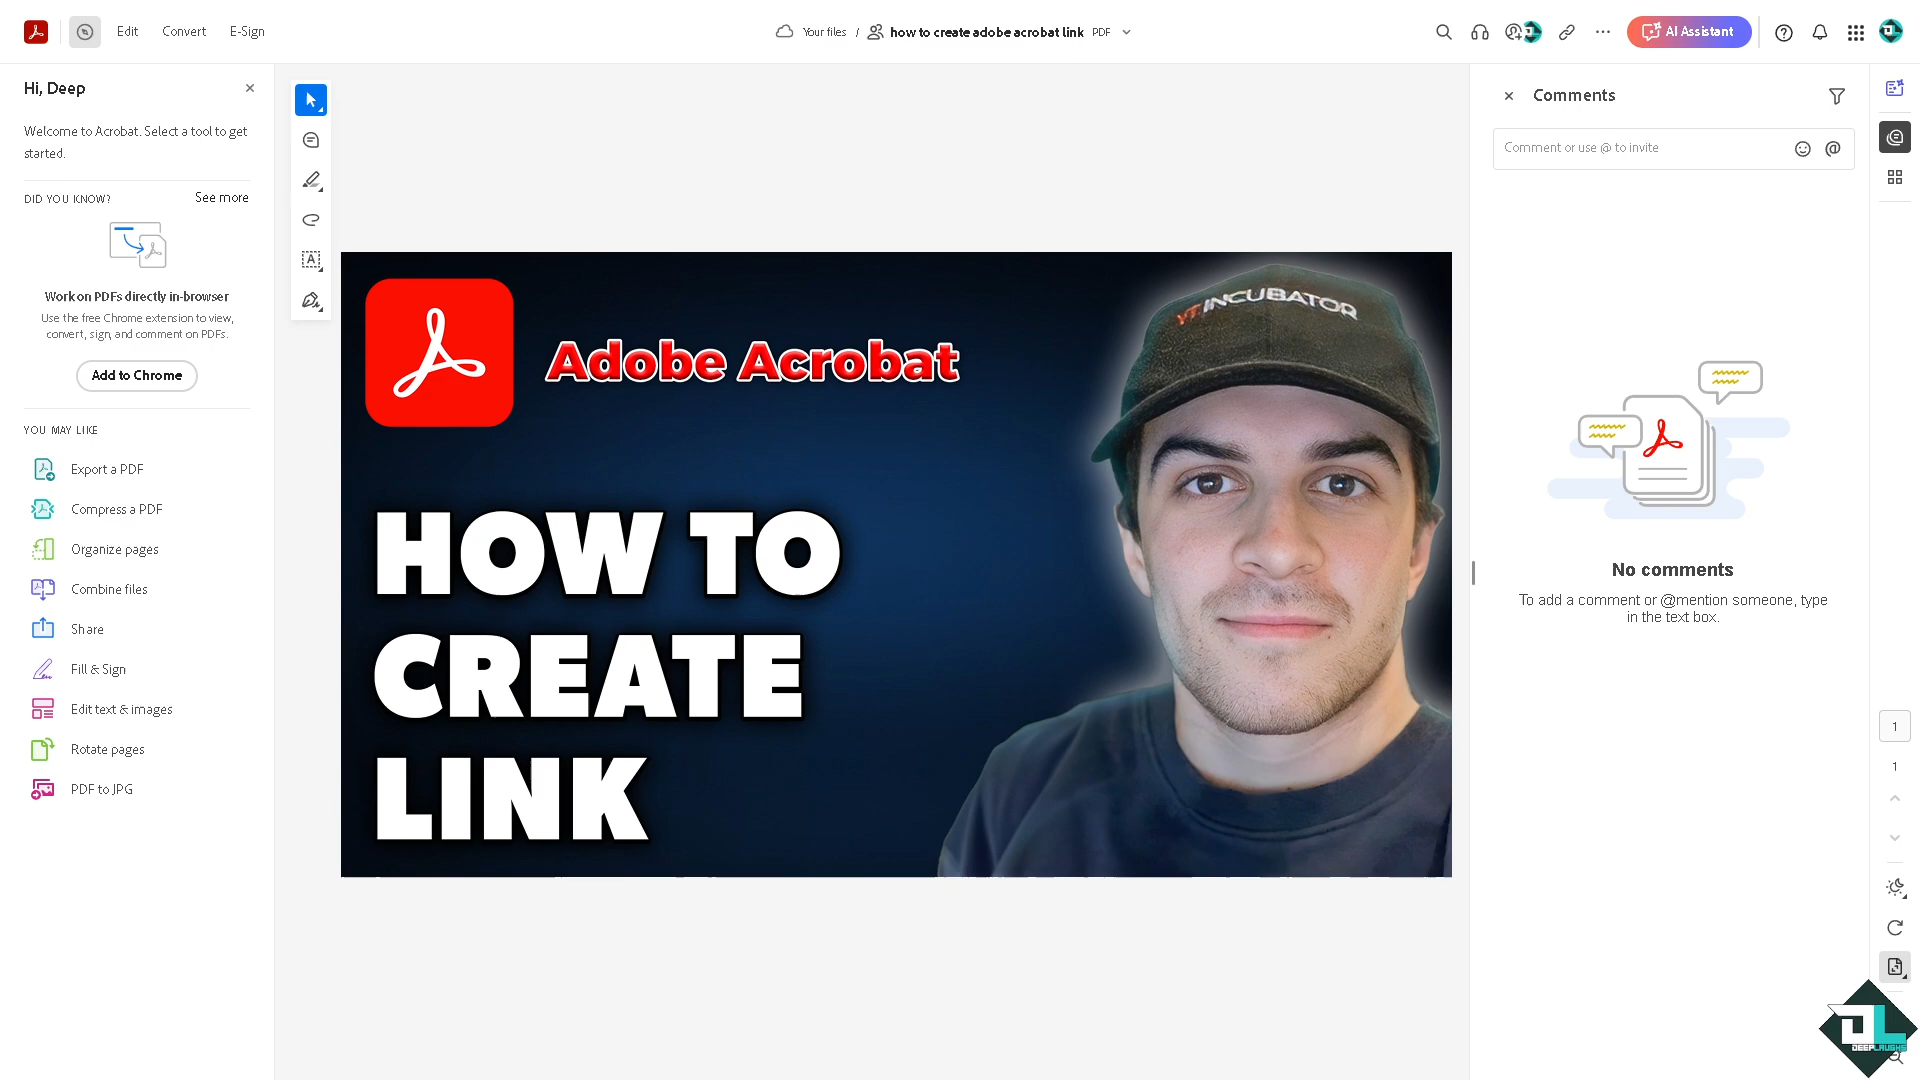 Edit
Convert
E-Sign
Your files / how to create adobe acrobat link PDF
AI Assistant
Hi, Deep
Welcome to Acrobat. Select a tool to get
started.
DID YOU KNOW?
See more
Work on PDFs directly in-browser
Use the free Chrome extension to view,
convert, sign, and comment on PDFs.
Add to Chrome
YOU MAY LIKE
Export a PDF
Compress a PDF
Organize pages
Combine files
Share
Fill & Sign
Edit text & images
Rotate pages
PDF to JPG
Adobe Acrobat
HOW TO
CREATE
LINK
YT INCUBATOR
Comments
Comment or use @ to invite
No comments
To add a comment or @mention someone, type
in the text box.
1
1
DL
DEEPLAUGHS